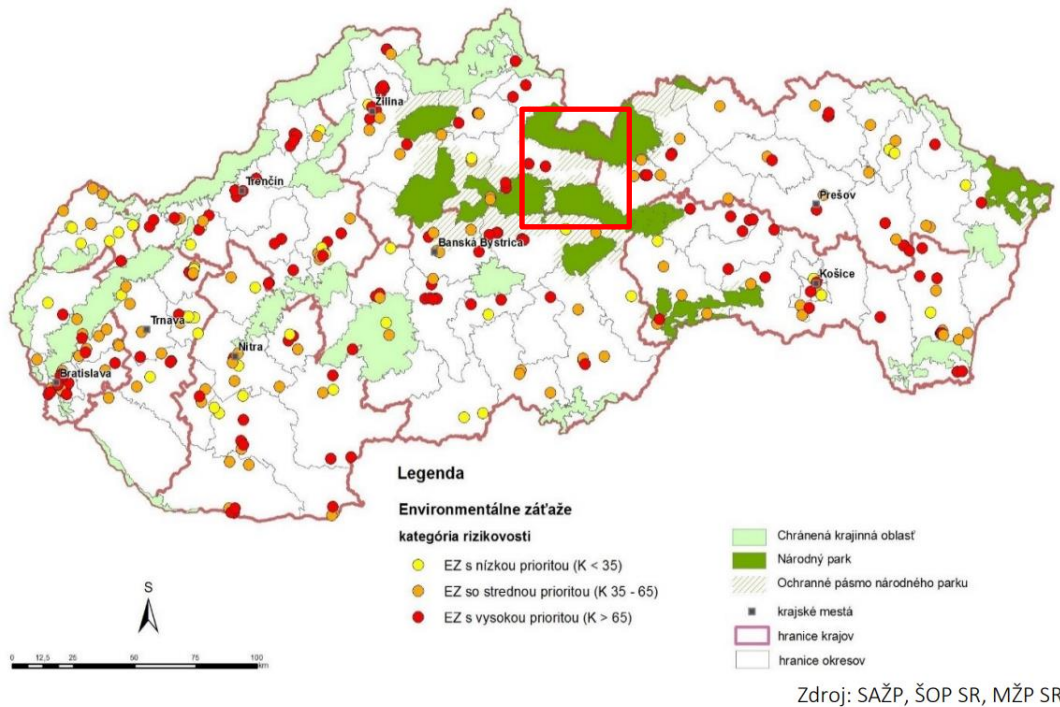 Žilina
Trenčín
Prešov
Banská Bystrica
Košice
Trnava
Nitra
Bratislava
Legenda
Environmentálne záťaže
kategória rizikovosti
EZ s nízkou prioritou (K < 35)
EZ so strednou prioritou (K 35 - 65)
EZ s vysokou prioritou (K > 65)
Chránená krajinná oblasť
Národný park
Ochranné pásmo národného parku
krajské mestá
hranice krajov
hranice okresov
S
0 12,5 25 50 75 100
km
Zdroj: SAŽP, ŠOP SR, MŽP SR